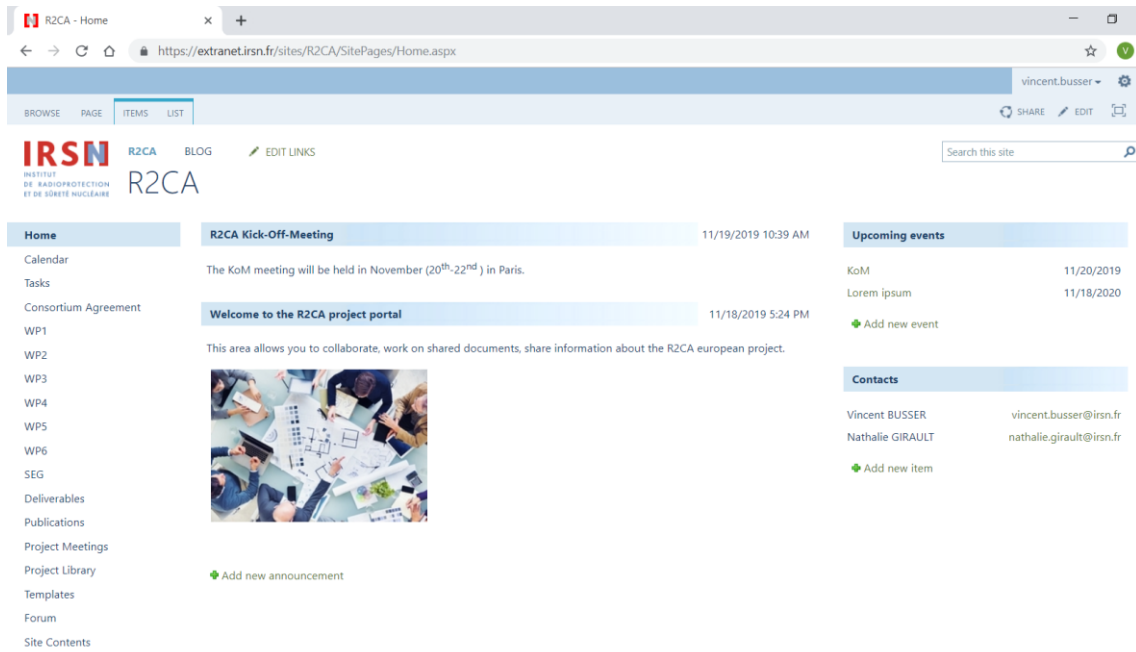 R2CA - Home
https://extranet.irsn.fr/sites/R2CA/SitePages/Home.aspx
V
vincent.busser
BROWSE PAGE ITEMS LIST
SHARE EDIT
IRSN
INSTITUT
DE RADIOPROTECTION
ET DE SÛRETÉ NUCLÉAIRE
R2CA BLOG EDIT LINKS
R2CA
Search this site
Home
Calendar
Tasks
Consortium Agreement
WP1
WP2
WP3
WP4
WP5
WP6
SEG
Deliverables
Publications
Project Meetings
Project Library
Templates
Forum
Site Contents
R2CA Kick-Off-Meeting 11/19/2019 10:39 AM
The KoM meeting will be held in November (20th-22nd ) in Paris.
Welcome to the R2CA project portal 11/18/2019 5:24 PM
This area allows you to collaborate, work on shared documents, share information about the R2CA european project.
Add new announcement
Upcoming events
KoM 11/20/2019
Lorem ipsum 11/18/2020
Add new event
Contacts
Vincent BUSSER vincent.busser@irsn.fr
Nathalie GIRAULT nathalie.girault@irsn.fr
Add new item